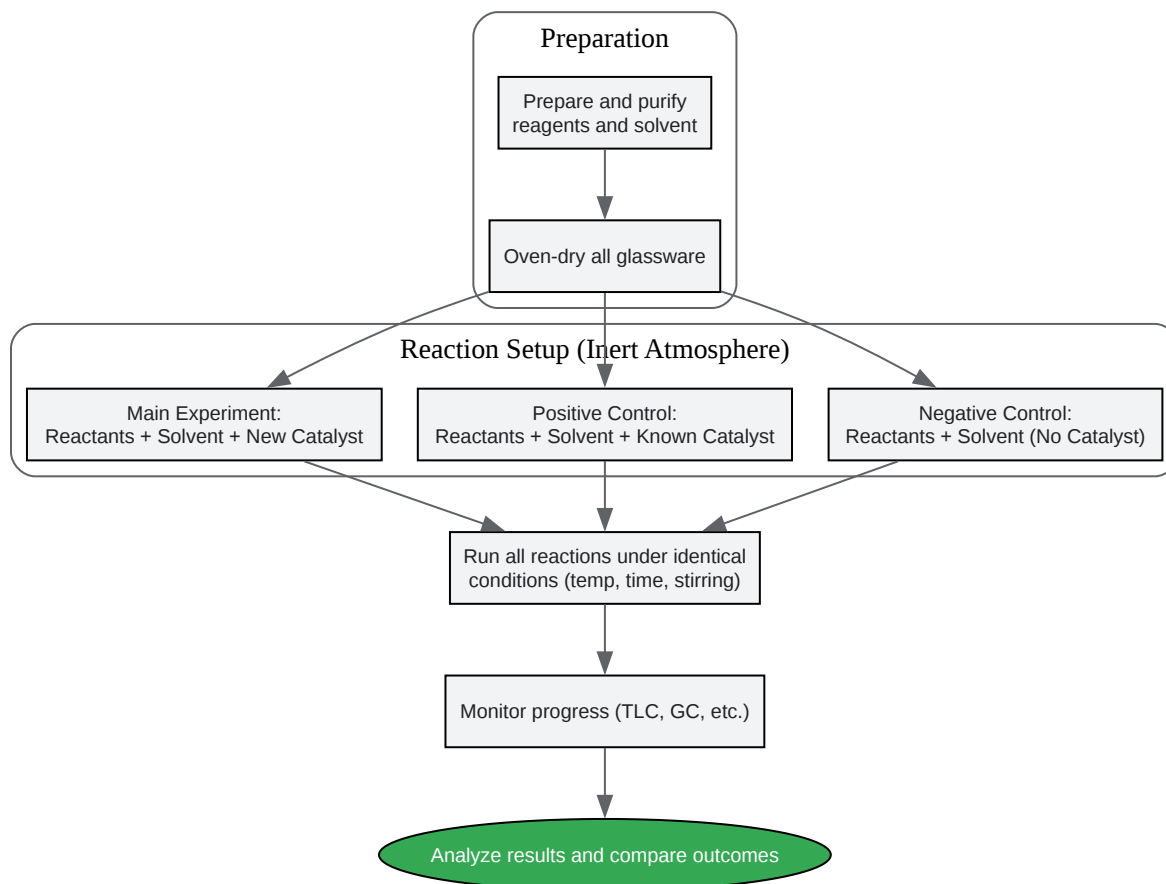 Preparation
Prepare and purify
reagents and solvent
Oven-dry all glassware
Reaction Setup (Inert Atmosphere)
Main Experiment:
Reactants + Solvent + New Catalyst
Positive Control:
Reactants + Solvent + Known Catalyst
Negative Control:
Reactants + Solvent (No Catalyst)
Run all reactions under identical
conditions (temp, time, stirring)
Monitor progress (TLC, GC, etc.)
Analyze results and compare outcomes